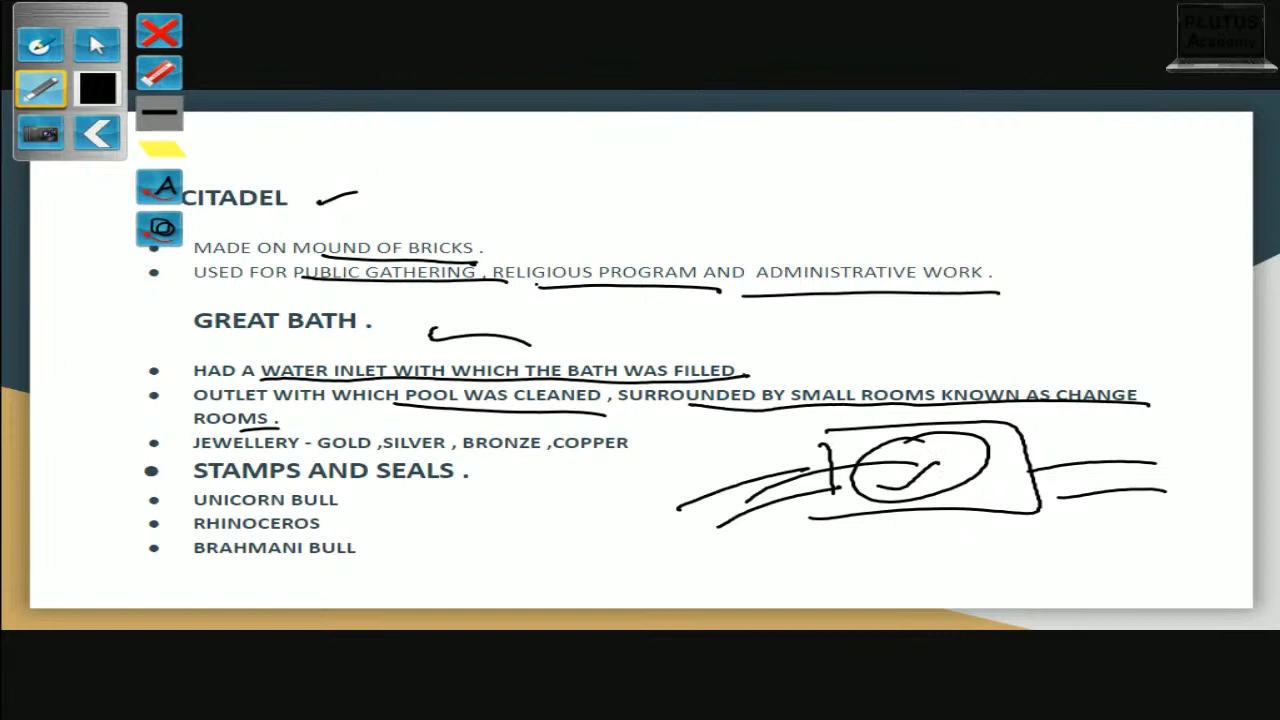 PLUTUS
Academy
CITADEL
MADE ON MOUND OF BRICKS .
USED FOR PUBLIC GATHERING , RELIGIOUS PROGRAM AND ADMINISTRATIVE WORK .
GREAT BATH .
HAD A WATER INLET WITH WHICH THE BATH WAS FILLED .
OUTLET WITH WHICH POOL WAS CLEANED , SURROUNDED BY SMALL ROOMS KNOWN AS CHANGE
ROOMS .
JEWELLERY - GOLD ,SILVER , BRONZE ,COPPER
STAMPS AND SEALS .
UNICORN BULL
RHINOCEROS
BRAHMANI BULL